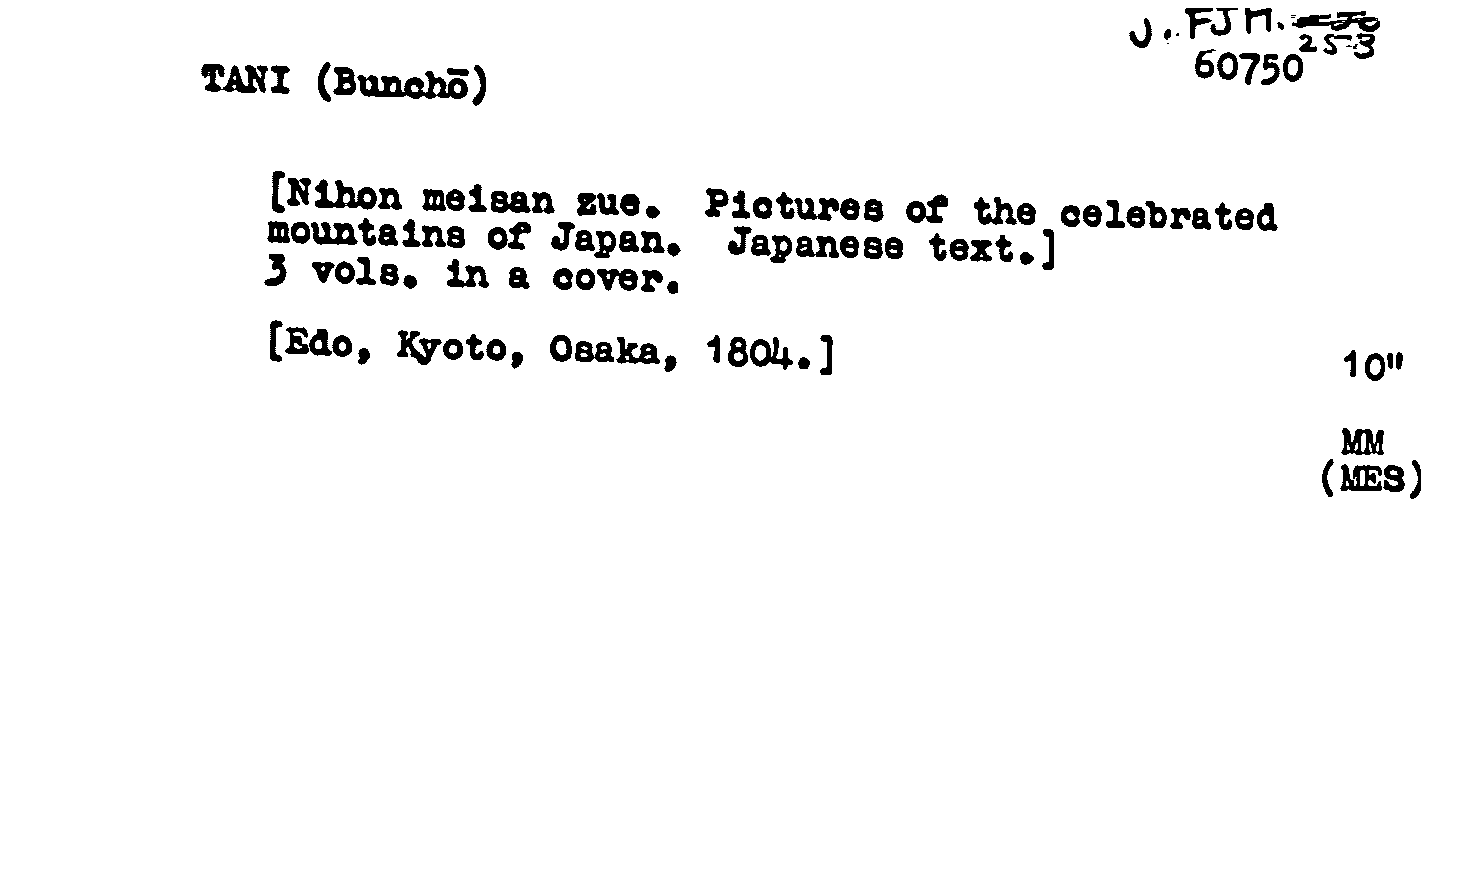 J. FJM.
253
60750
TANI (Bunchō)
[Nihon meisan zue. Pictures of the celebrated
mountains of Japan. Japanese text.]
3 vols. in a cover.
[Edo, Kyoto, Osaka, 1804.]
10"
MM
(MES)